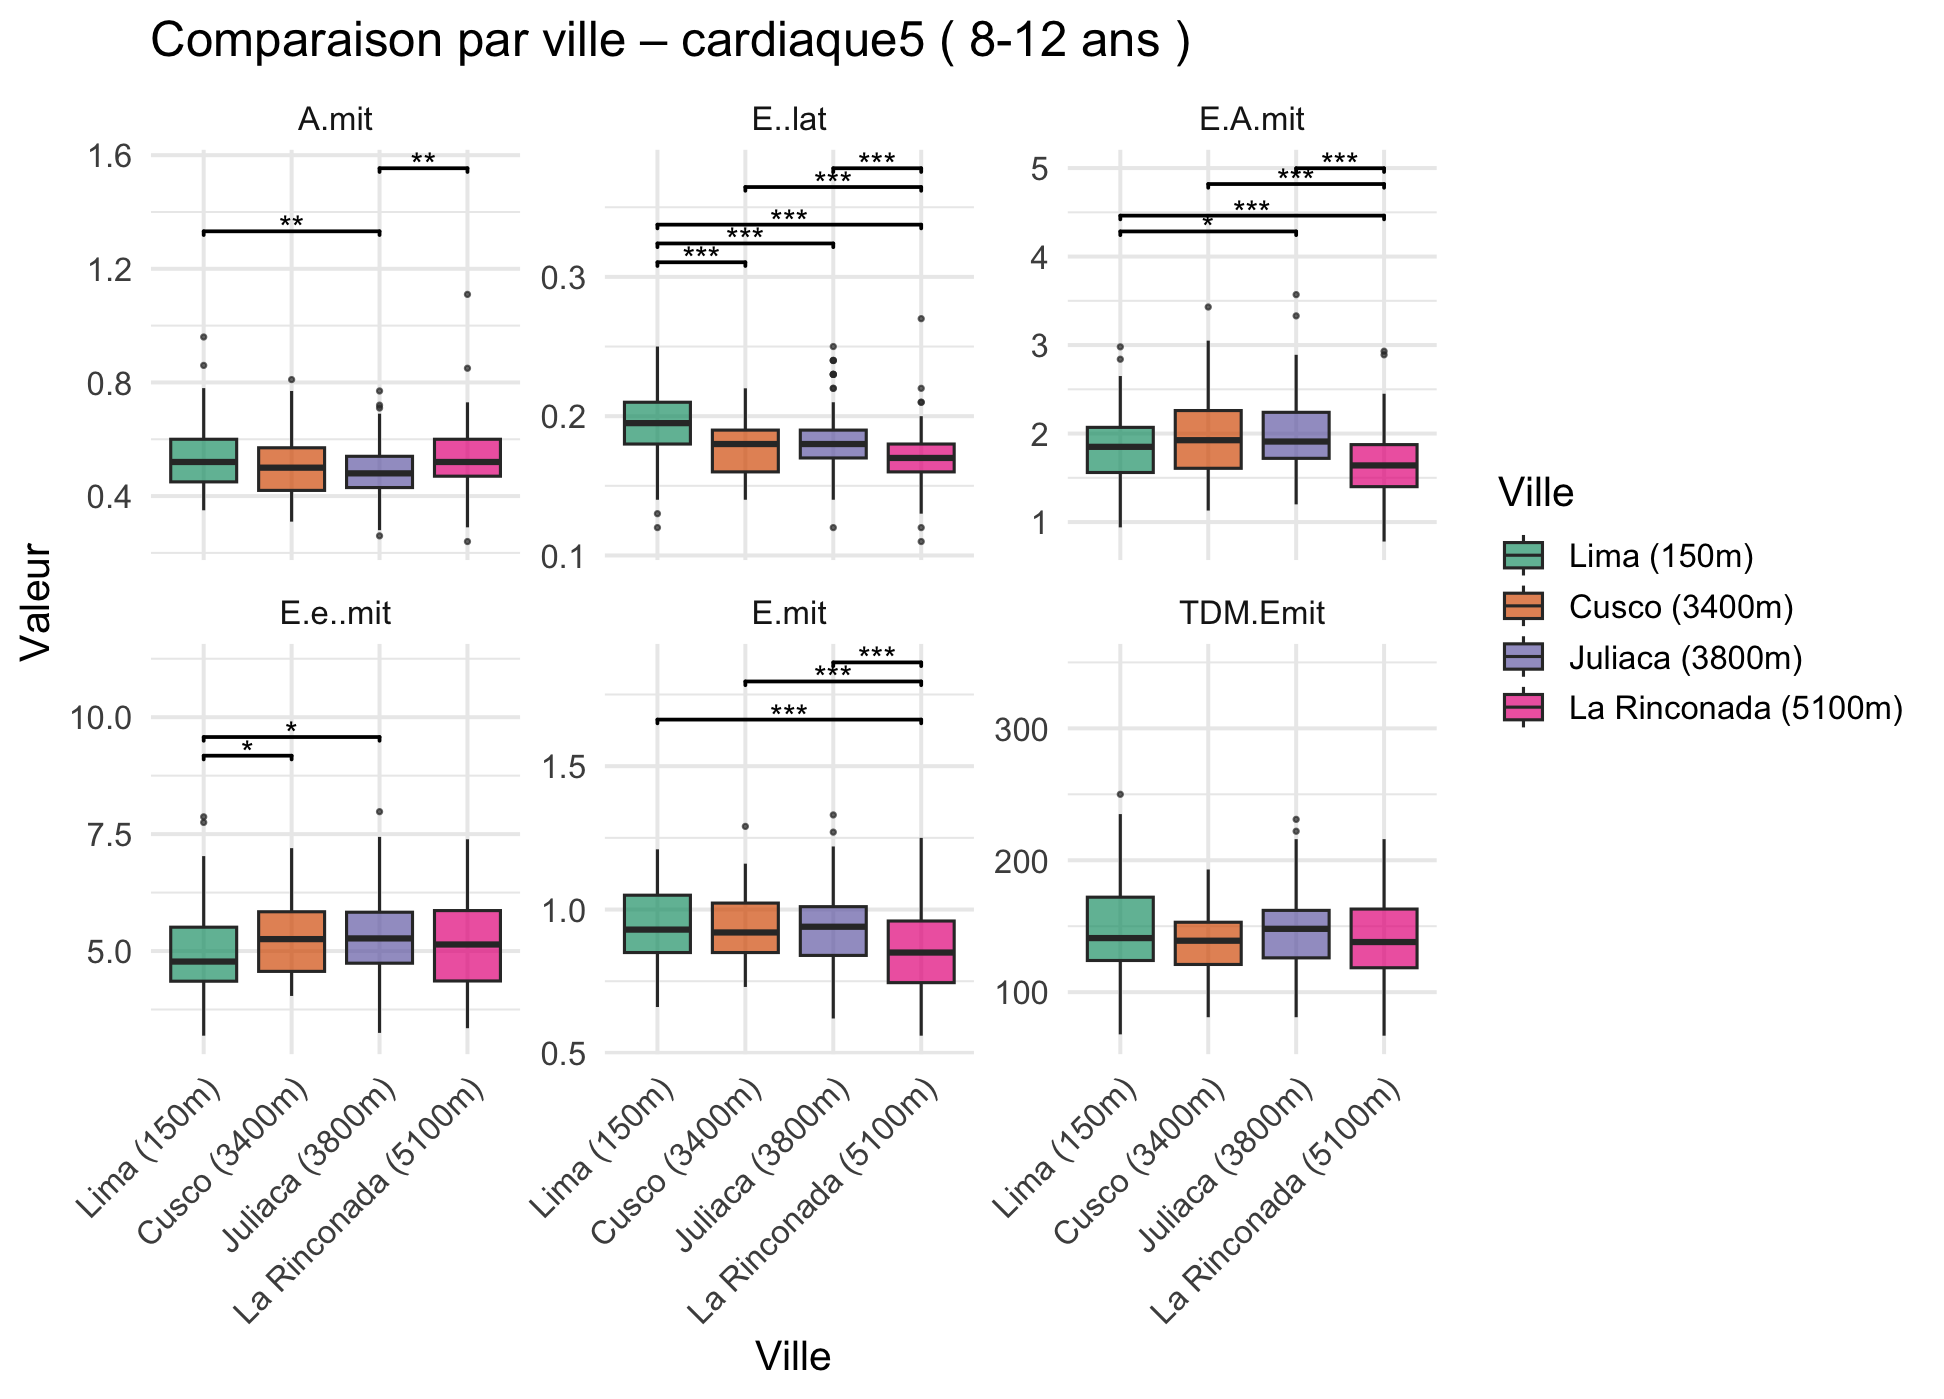 Comparaison par ville – cardiaque5 ( 8-12 ans )
A.mit
E..lat
E.A.mit
1.6
1.2
0.8
0.4
**
**
0.3
0.2
0.1
***
***
***
***
***
5
4
3
2
1
***
***
***
*
Valeur
E.e..mit
E.mit
TDM.Emit
10.0
7.5
5.0
*
*
1.5
1.0
0.5
***
***
***
300
200
100
Lima (150m)
Cusco (3400m)
Juliaca (3800m)
La Rinconada (5100m)
Lima (150m)
Cusco (3400m)
Juliaca (3800m)
La Rinconada (5100m)
Lima (150m)
Cusco (3400m)
Juliaca (3800m)
La Rinconada (5100m)
Ville
Ville
Lima (150m)
Cusco (3400m)
Juliaca (3800m)
La Rinconada (5100m)